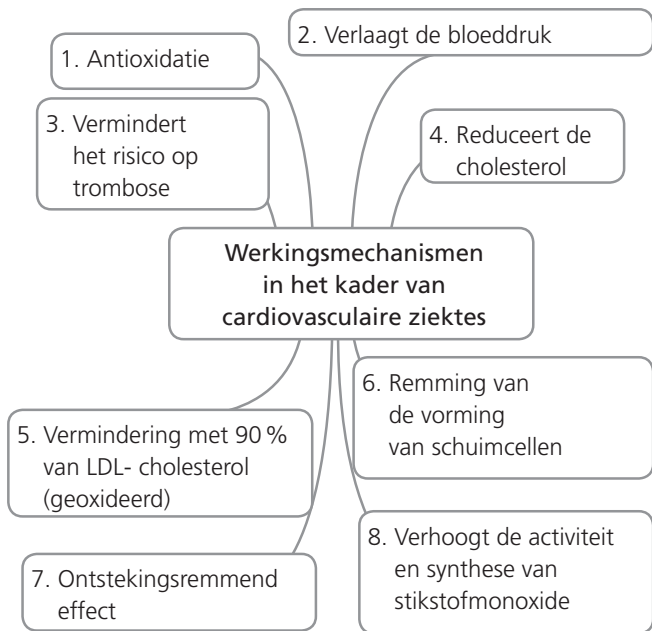 1. Antioxidatie
2. Verlaagt de bloeddruk
3. Vermindert
het risico op
trombose
4. Reduceert de
cholesterol
Werkingsmechanismen
in het kader van
cardiovasculaire ziektes
5. Vermindering met 90 %
van LDL- cholesterol
(geoxideerd)
6. Remming van
de vorming
van schuimcellen
7. Ontstekingsremmend
effect
8. Verhoogt de activiteit
en synthese van
stikstofmonoxide